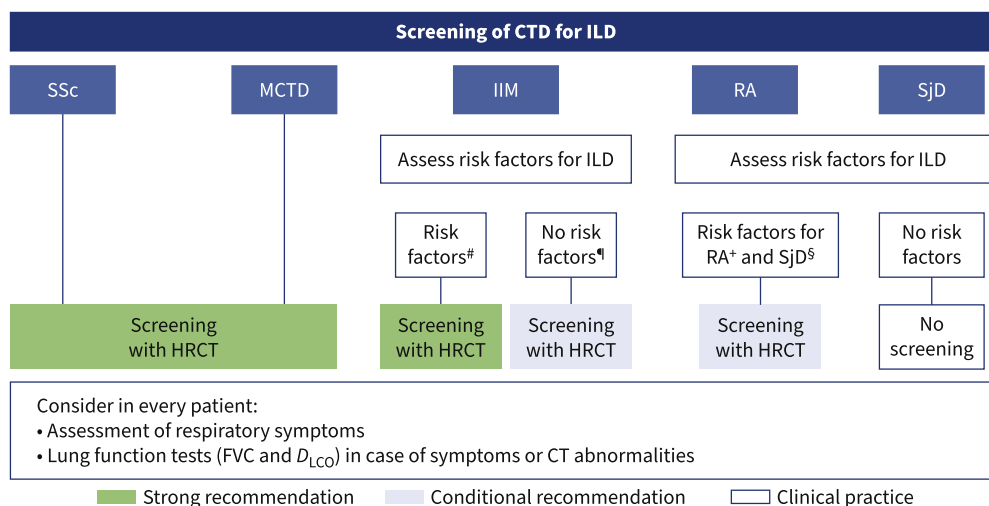 Screening of CTD for ILD
SSc
MCTD
IIM
RA
SjD
Assess risk factors for ILD
Assess risk factors for ILD
Risk
factors#
No risk
factors¶
Risk factors for
RA+ and SjD§
No risk
factors
Screening
with HRCT
Screening
with HRCT
Screening
with HRCT
Screening
with HRCT
No
screening
Consider in every patient:
• Assessment of respiratory symptoms
• Lung function tests (FVC and DLCO) in case of symptoms or CT abnormalities
Strong recommendation
Conditional recommendation
Clinical practice